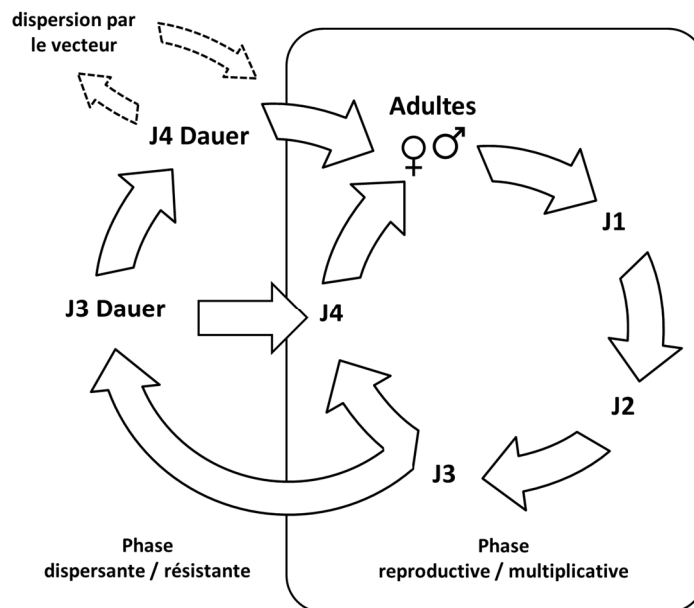 dispersion par
le vecteur
J4 Dauer
Adultes
♀♂
J1
J3 Dauer
J4
J2
J3
Phase
dispersante / résistante
Phase
reproductive / multiplicative